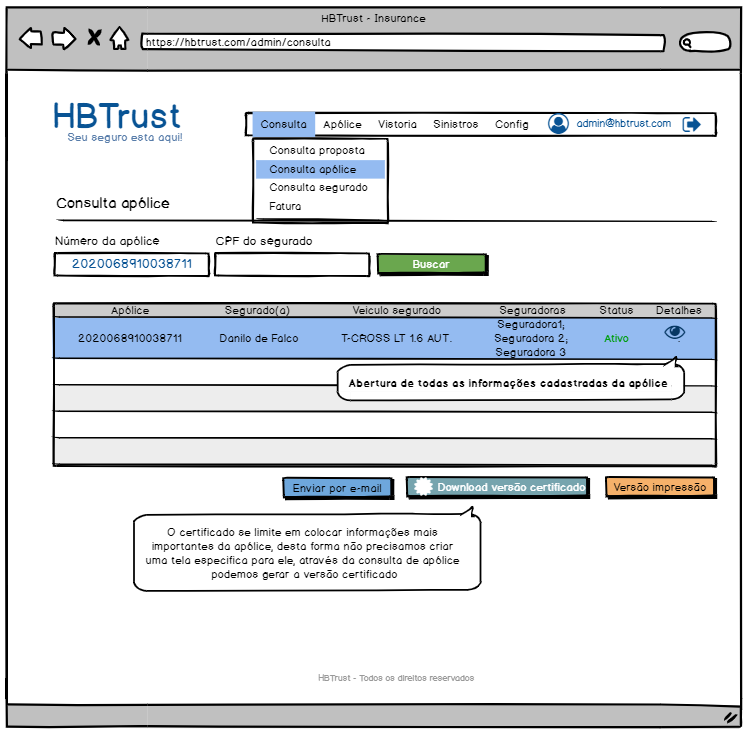 HBTrust - Insurance
https://hbtrust.com/admin/consulta
HBTrust
Seu seguro esta aqui!
Consulta Apólice Vistoria Sinistros Config admin@hbtrust.com
Consulta proposta
Consulta apólice
Consulta segurado
Fatura
Consulta apólice
Número da apólice CPF do segurado
2020068910038711 Buscar
Apólice Segurado(a) Veiculo segurado Seguradoras Status Detalhes
2020068910038711 Danilo de Falco T-CROSS LT 1.6 AUT. Seguradora1; Ativo
Seguradora 2;
Seguradora 3
Abertura de todas as informações cadastradas da apólice
Enviar por e-mail Download versão certificado Versão impressão
O certificado se limite em colocar informações mais
importantes da apólice, desta forma não precisamos criar
uma tela especifica para ele, através da consulta de apólice
podemos gerar a versão certificado
HBTrust - Todos os direitos reservados